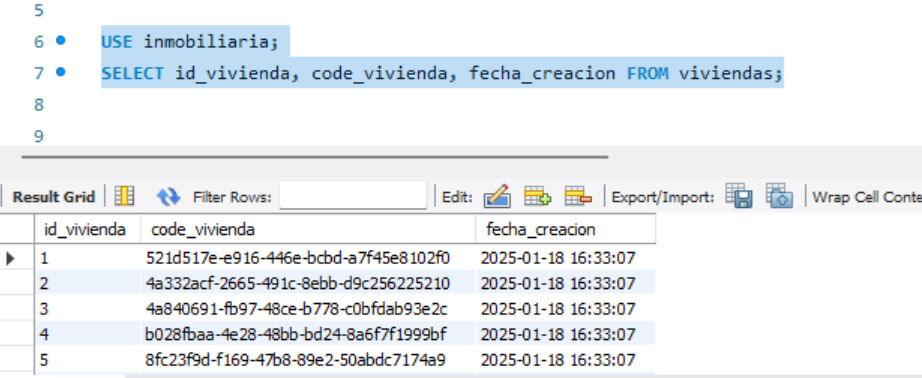 5
6 USE inmobiliaria;
7 SELECT id_vivienda, code_vivienda, fecha_creacion FROM viviendas;
8
9
Result Grid Filter Rows: Edit: Export/Import: Wrap Cell Conte
id_vivienda code_vivienda fecha_creacion
1 521d517e-e916-446e-bcbd-a7f45e8102f0 2025-01-18 16:33:07
2 4a332acf-2665-491c-8ebb-d9c256225210 2025-01-18 16:33:07
3 4a840691-fb97-48ce-b778-c0bfdab93e2c 2025-01-18 16:33:07
4 b028fbaa-4e28-48bb-bd24-8a6f7f1999bf 2025-01-18 16:33:07
5 8fc23f9d-f169-47b8-89e2-50abdc7174a9 2025-01-18 16:33:07